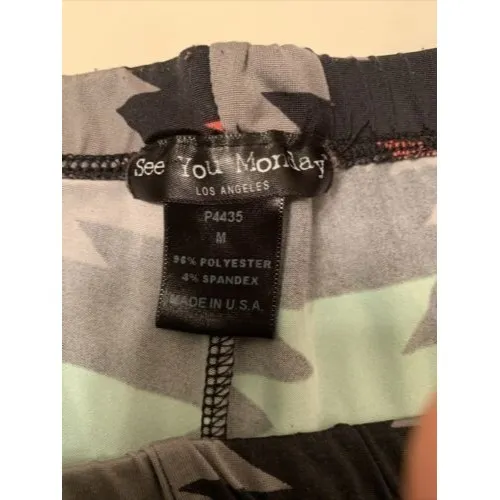 See You Monday
LOS ANGELES
P4435
M
96% POLYESTER
4% SPANDEX
MADE IN U.S.A.